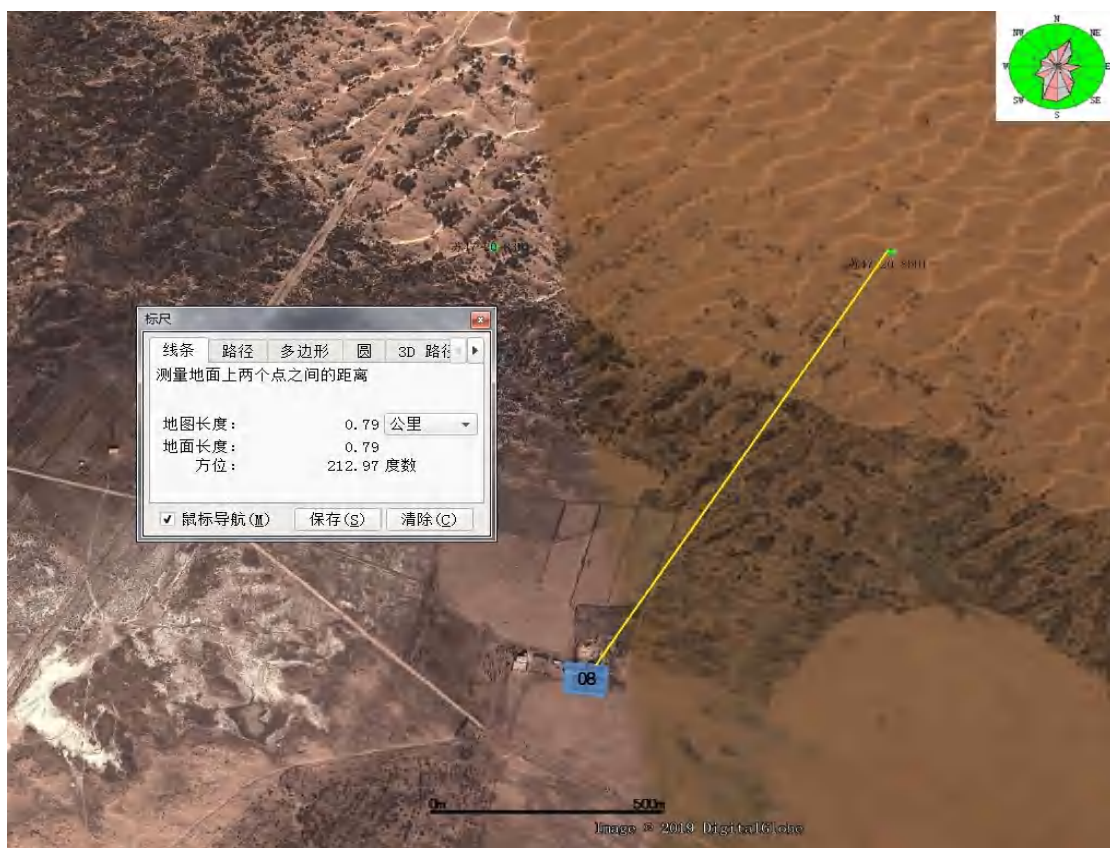 N
NW
NE
W
E
SW
SE
S
标尺
线条 路径 多边形 圆 3D 路径
测量地面上两个点之间的距离
地图长度： 0.79 公里
地面长度： 0.79
方位： 212.97 度数
鼠标导航(M) 保存(S) 清除(C)
08
0m 500m
Image © 2019 DigitalGlobe